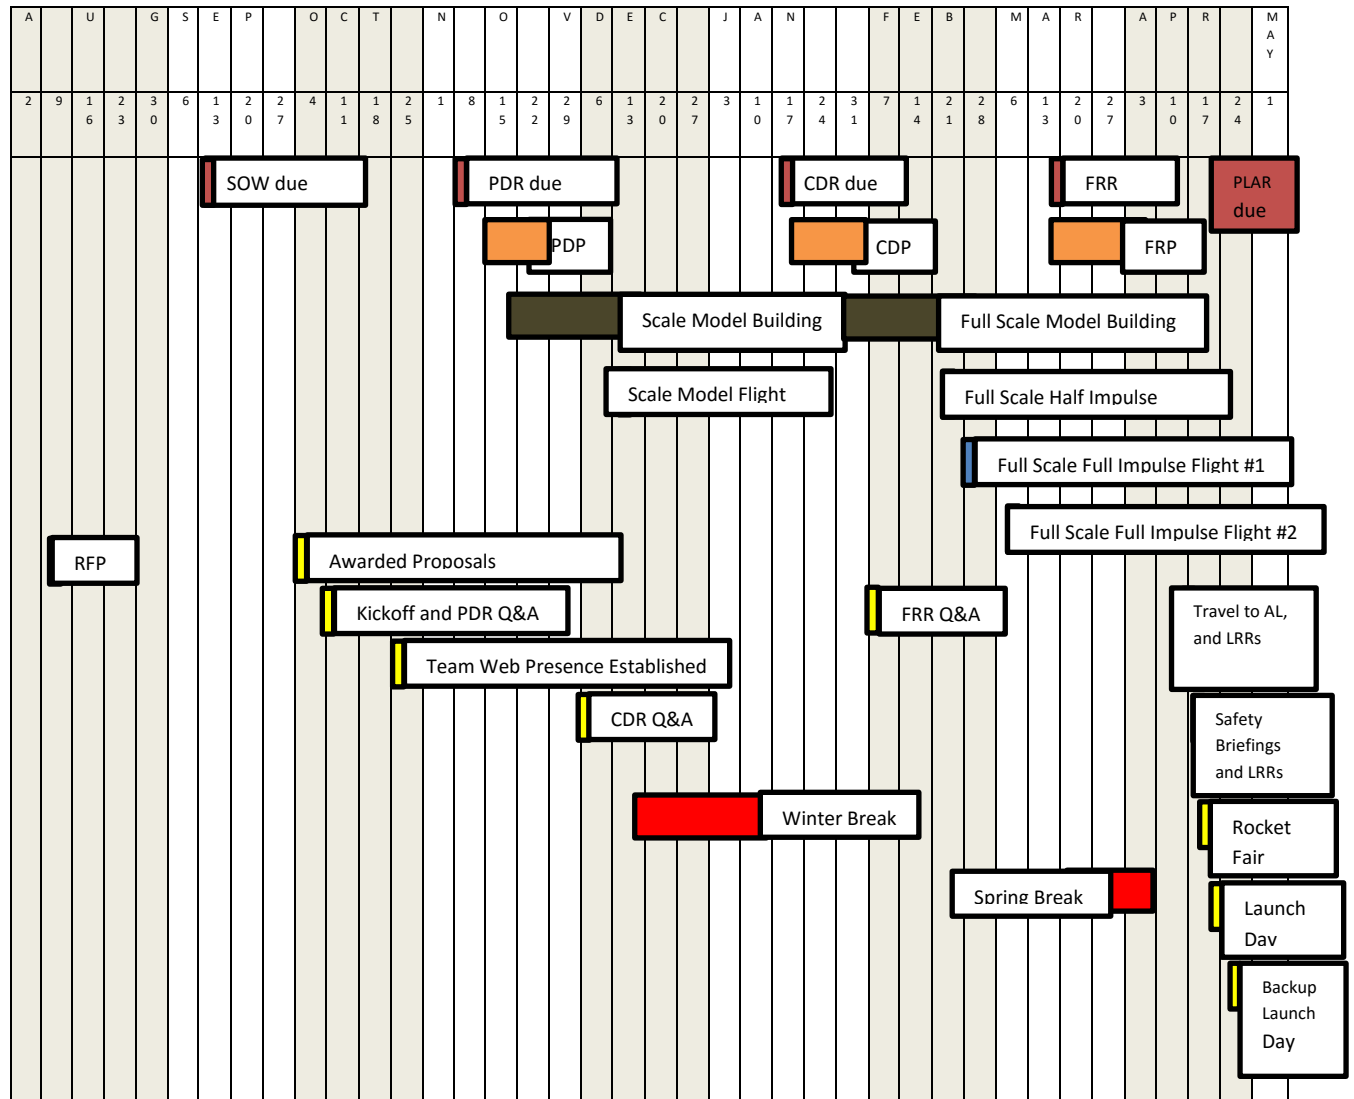 A U G S E P O C T N O V D E C J A N F E B M A R A P R M A Y
2 9 16 23 30 6 13 20 27 4 11 18 25 1 8 15 22 29 6 13 20 27 3 10 17 24 31 7 14 21 28 6 13 20 27 3 10 17 24 1
SOW due
PDR due
CDR due
FRR
PLAR
due
PDP
CDP
FRP
Scale Model Building
Full Scale Model Building
Scale Model Flight
Full Scale Half Impulse
Full Scale Full Impulse Flight #1
Full Scale Full Impulse Flight #2
RFP
Awarded Proposals
Kickoff and PDR Q&A
FRR Q&A
Travel to AL,
and LRRs
Team Web Presence Established
CDR Q&A
Safety
Briefings
and LRRs
Winter Break
Rocket
Fair
Spring Break
Launch
Day
Backup
Launch
Day